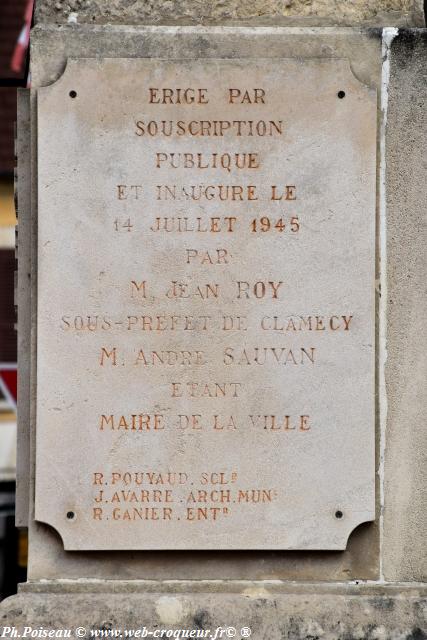 ERIGE PAR
SOUSCRIPTION
PUBLIQUE
ET INAUGURE LE
14 JUILLET 1945
PAR
M. JEAN ROY
SOUS-PREFET DE CLAMECY
M. ANDRE SAUVAN
ETANT
MAIRE DE LA VILLE
R. POUYAUD. SCLR
J. AVARRE. ARCH. MUN.
R. GANIER. ENTR
Ph.Poiseau © ® www-web-croqueur.fr® ®